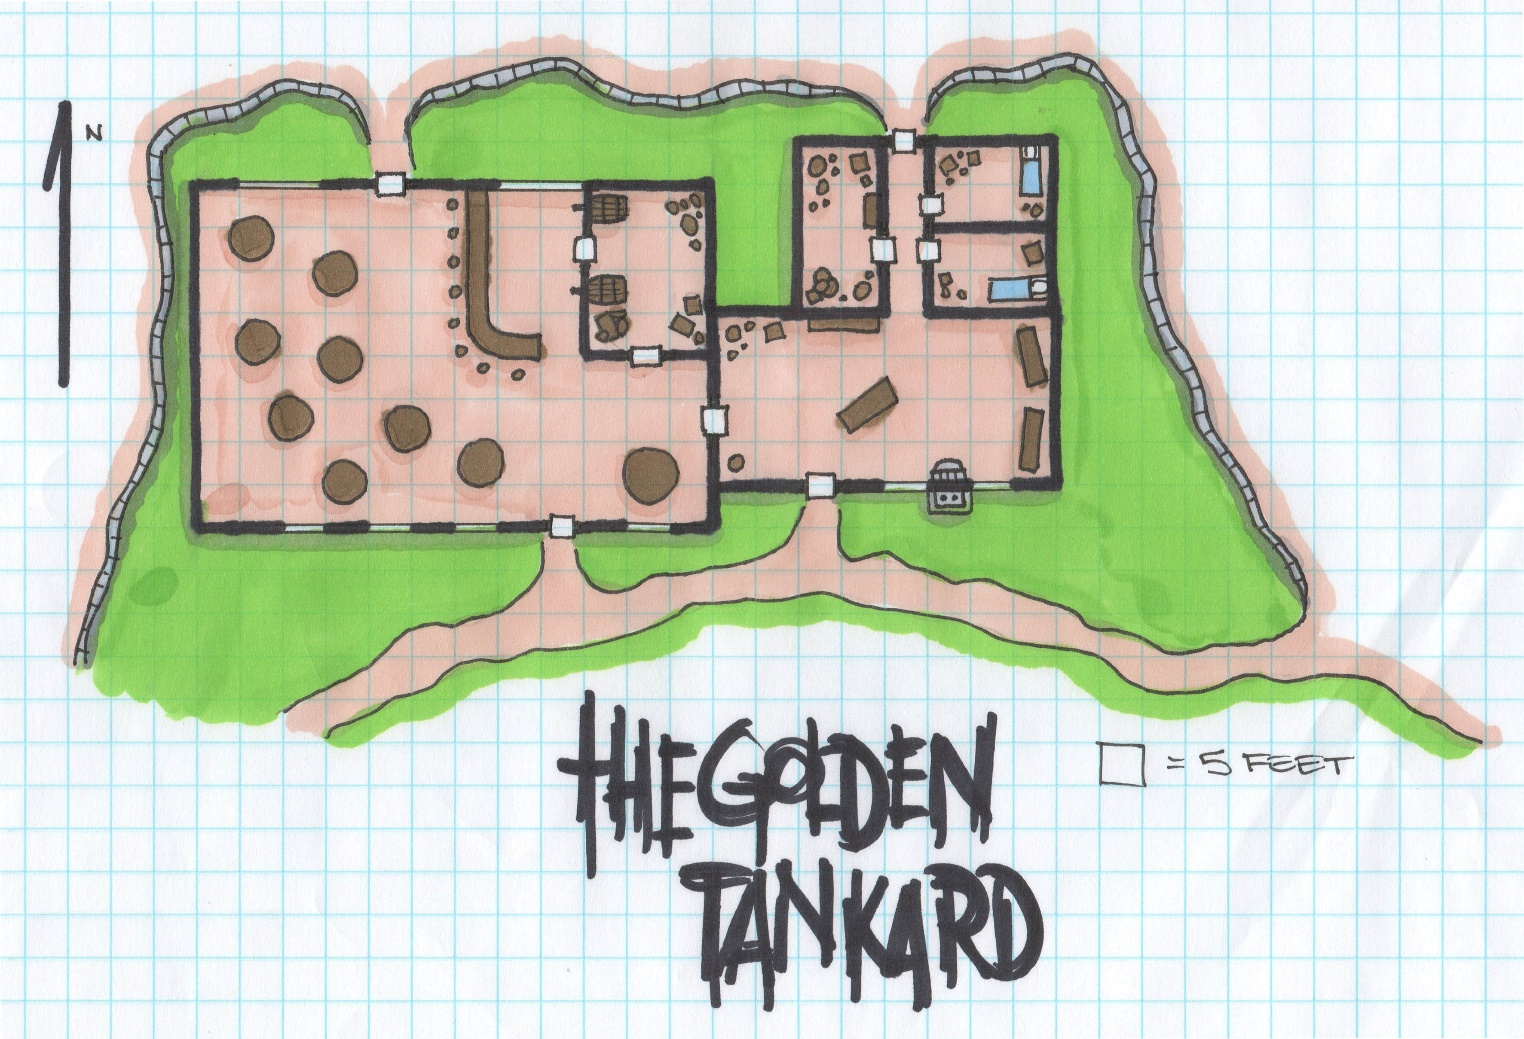 N
THE GOLDEN
TANKARD
= 5 FEET